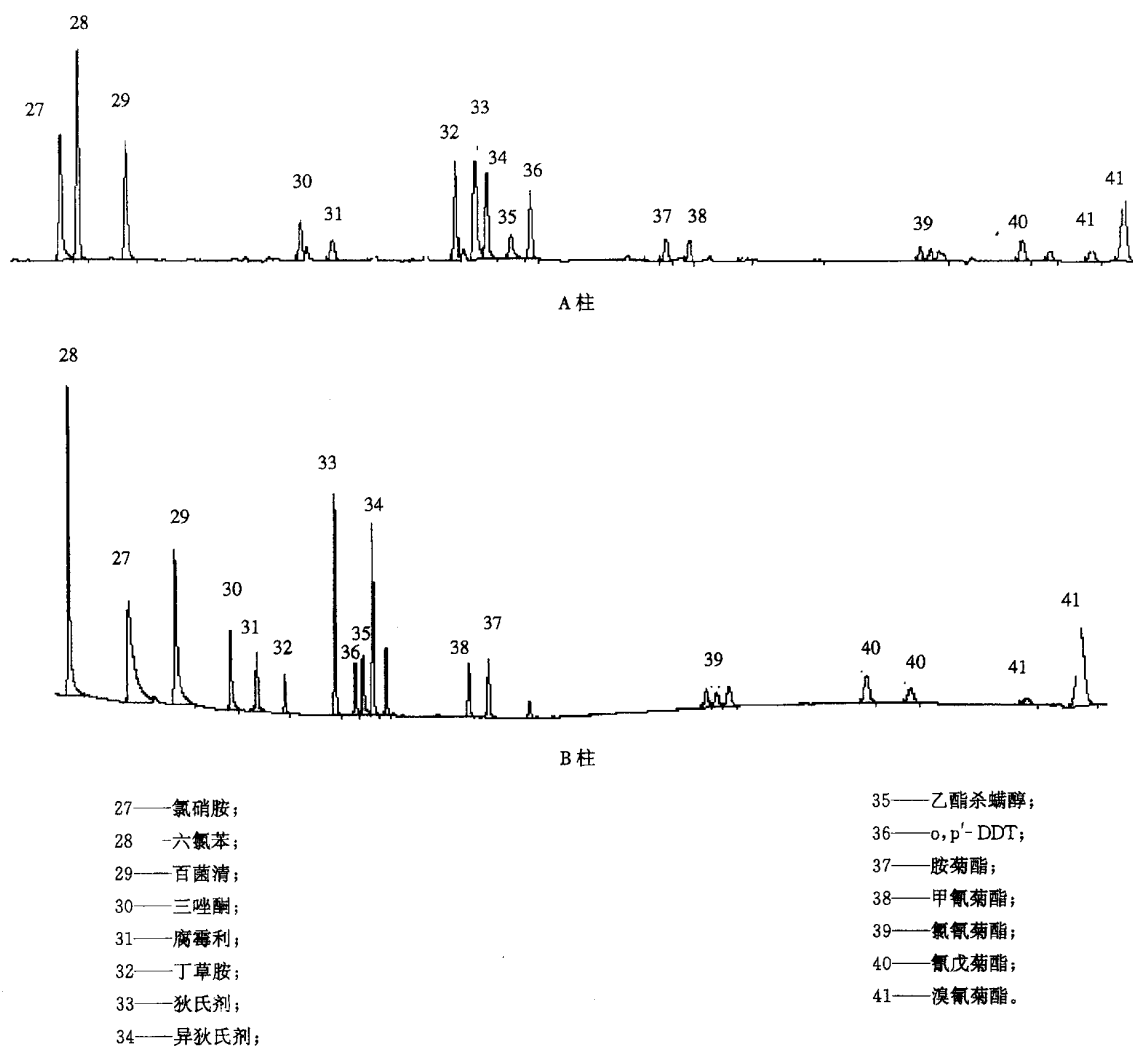 28
27
29
30
31
32
33
34
35
36
37
38
39
40
41
41
A柱
28
27
29
30
31
32
33
36
35
34
38
37
39
40
40
41
41
B柱
27——氯硝胺;
28 -六氯苯;
29——百菌清;
30——三唑酮;
31——腐霉利;
32——丁草胺;
33——狄氏剂;
34——异狄氏剂;
35——乙酯杀螨醇;
36——o,p′-DDT;
37——胺菊酯;
38——甲氰菊酯;
39——氯氰菊酯;
40——氰戊菊酯;
41——溴氰菊酯。